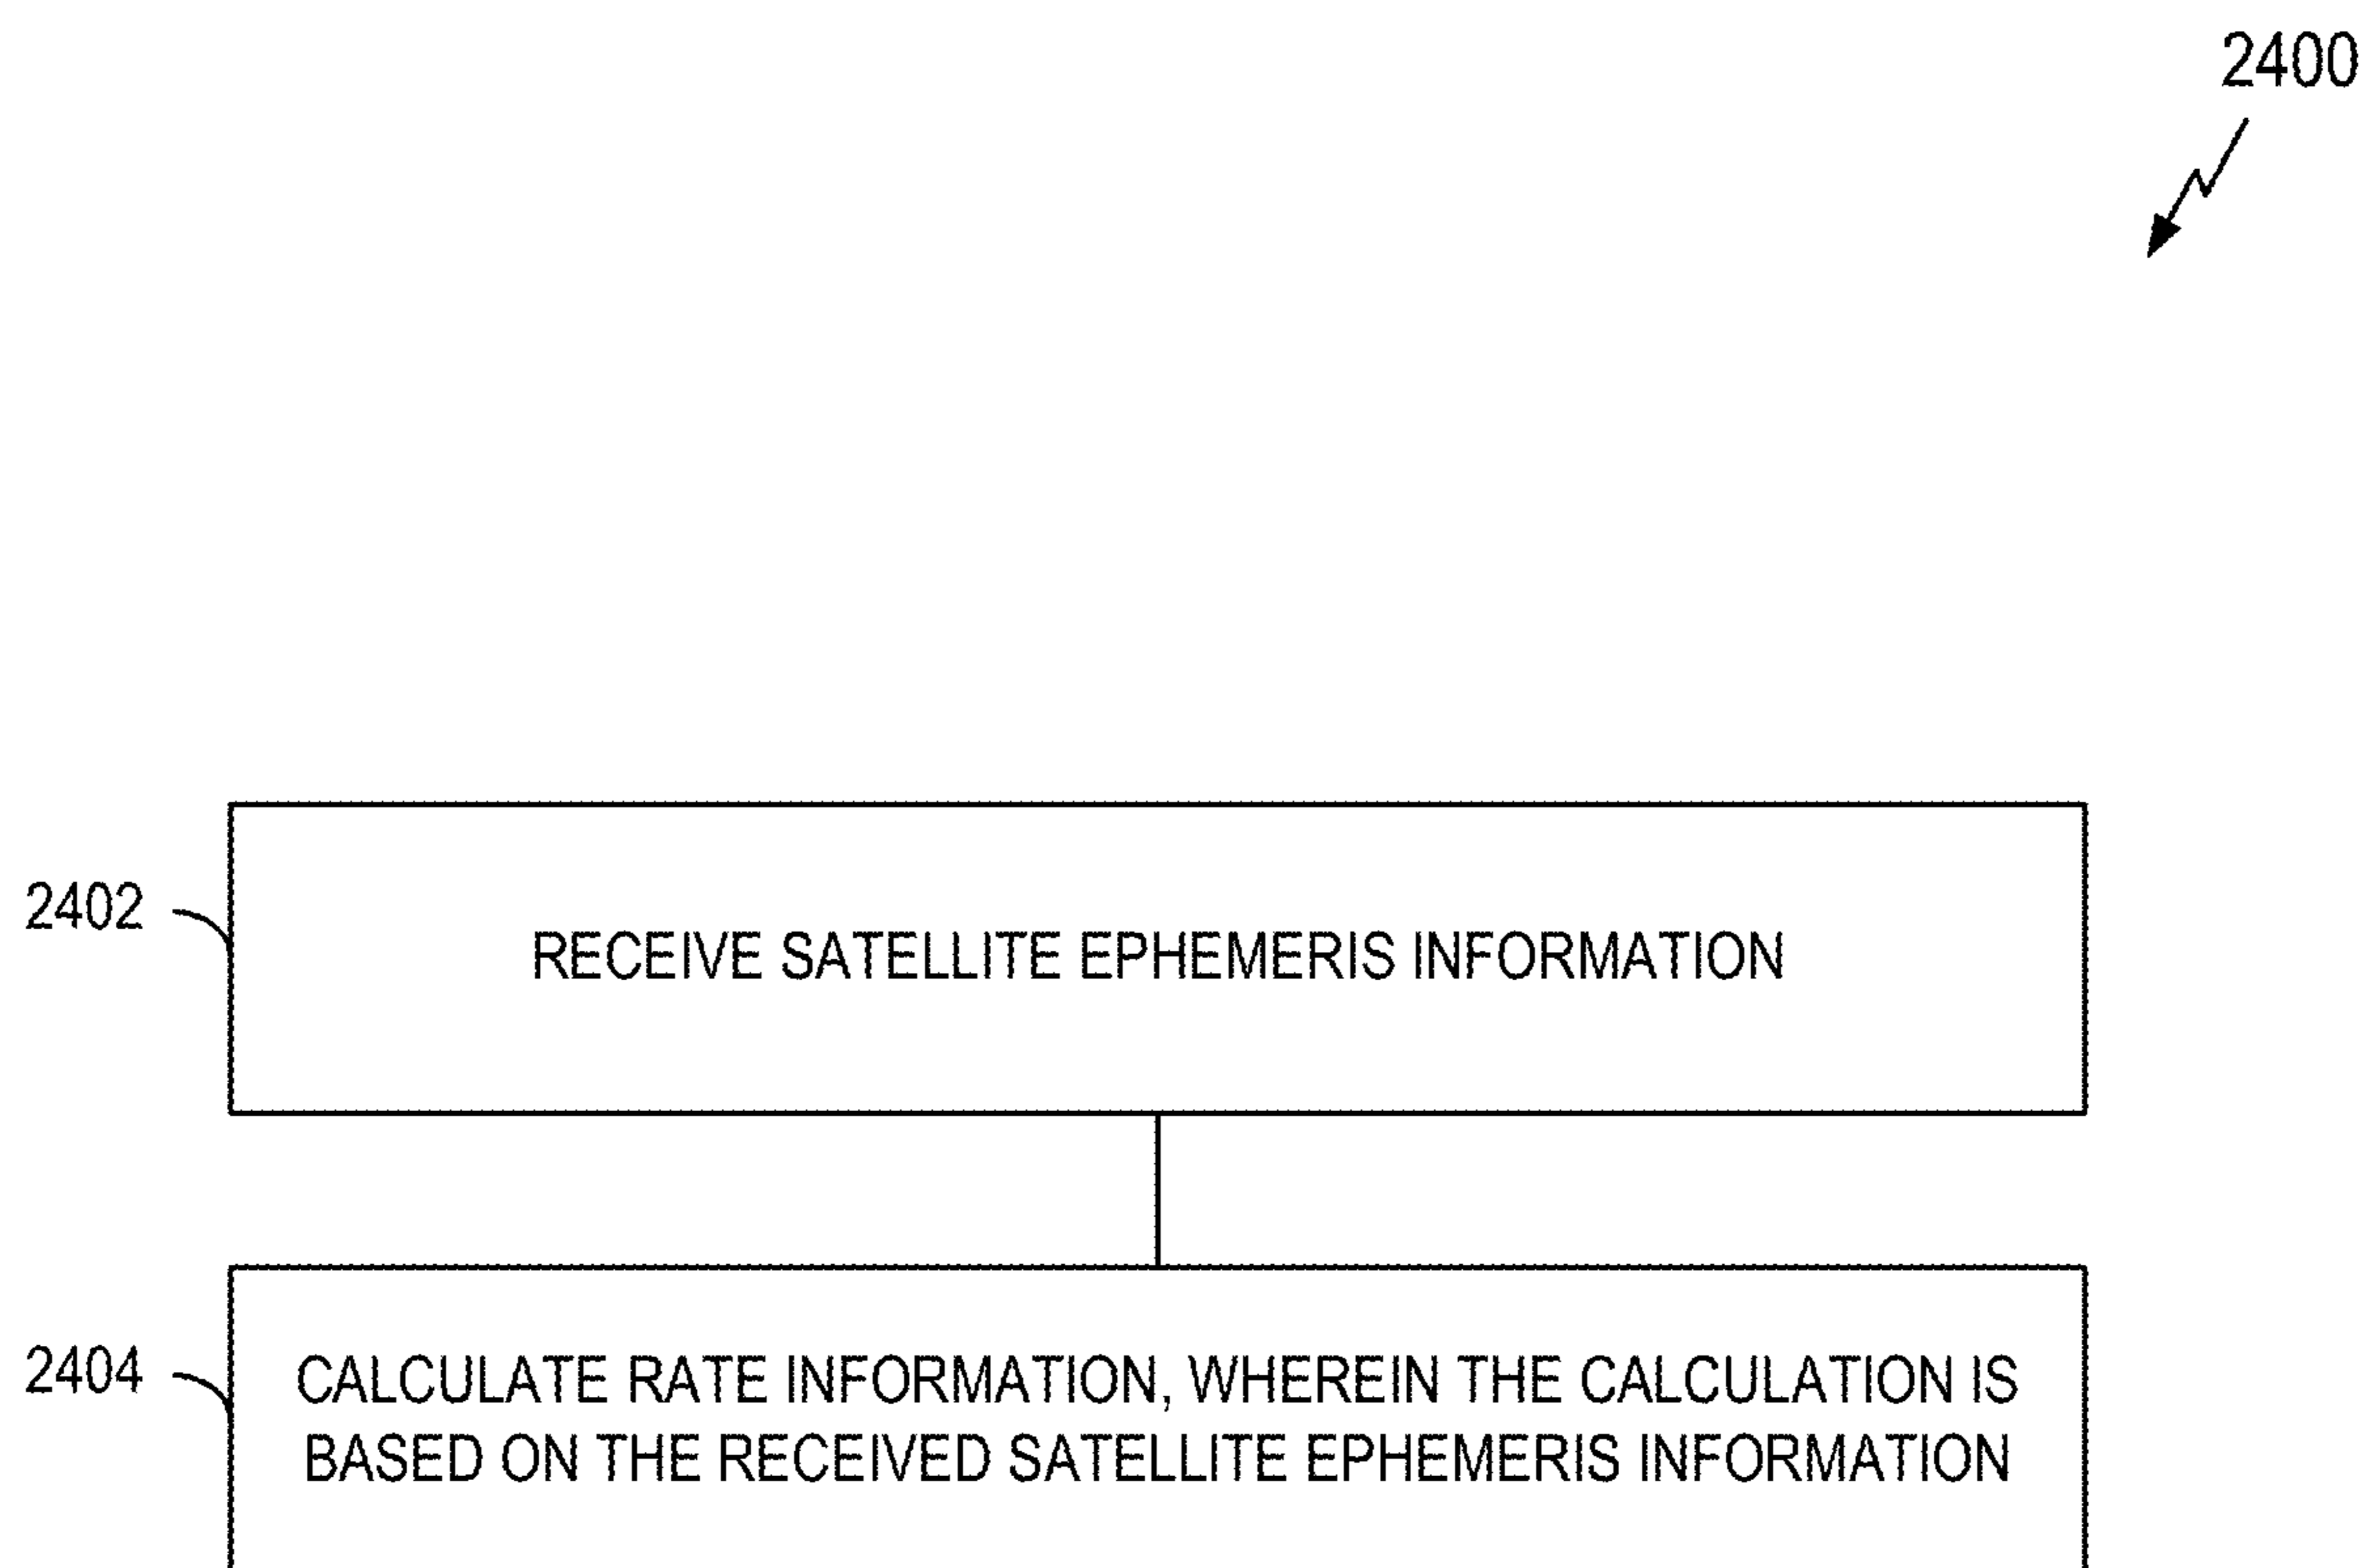 2400
2402
RECEIVE SATELLITE EPHEMERIS INFORMATION
2404
CALCULATE RATE INFORMATION, WHEREIN THE CALCULATION IS
BASED ON THE RECEIVED SATELLITE EPHEMERIS INFORMATION